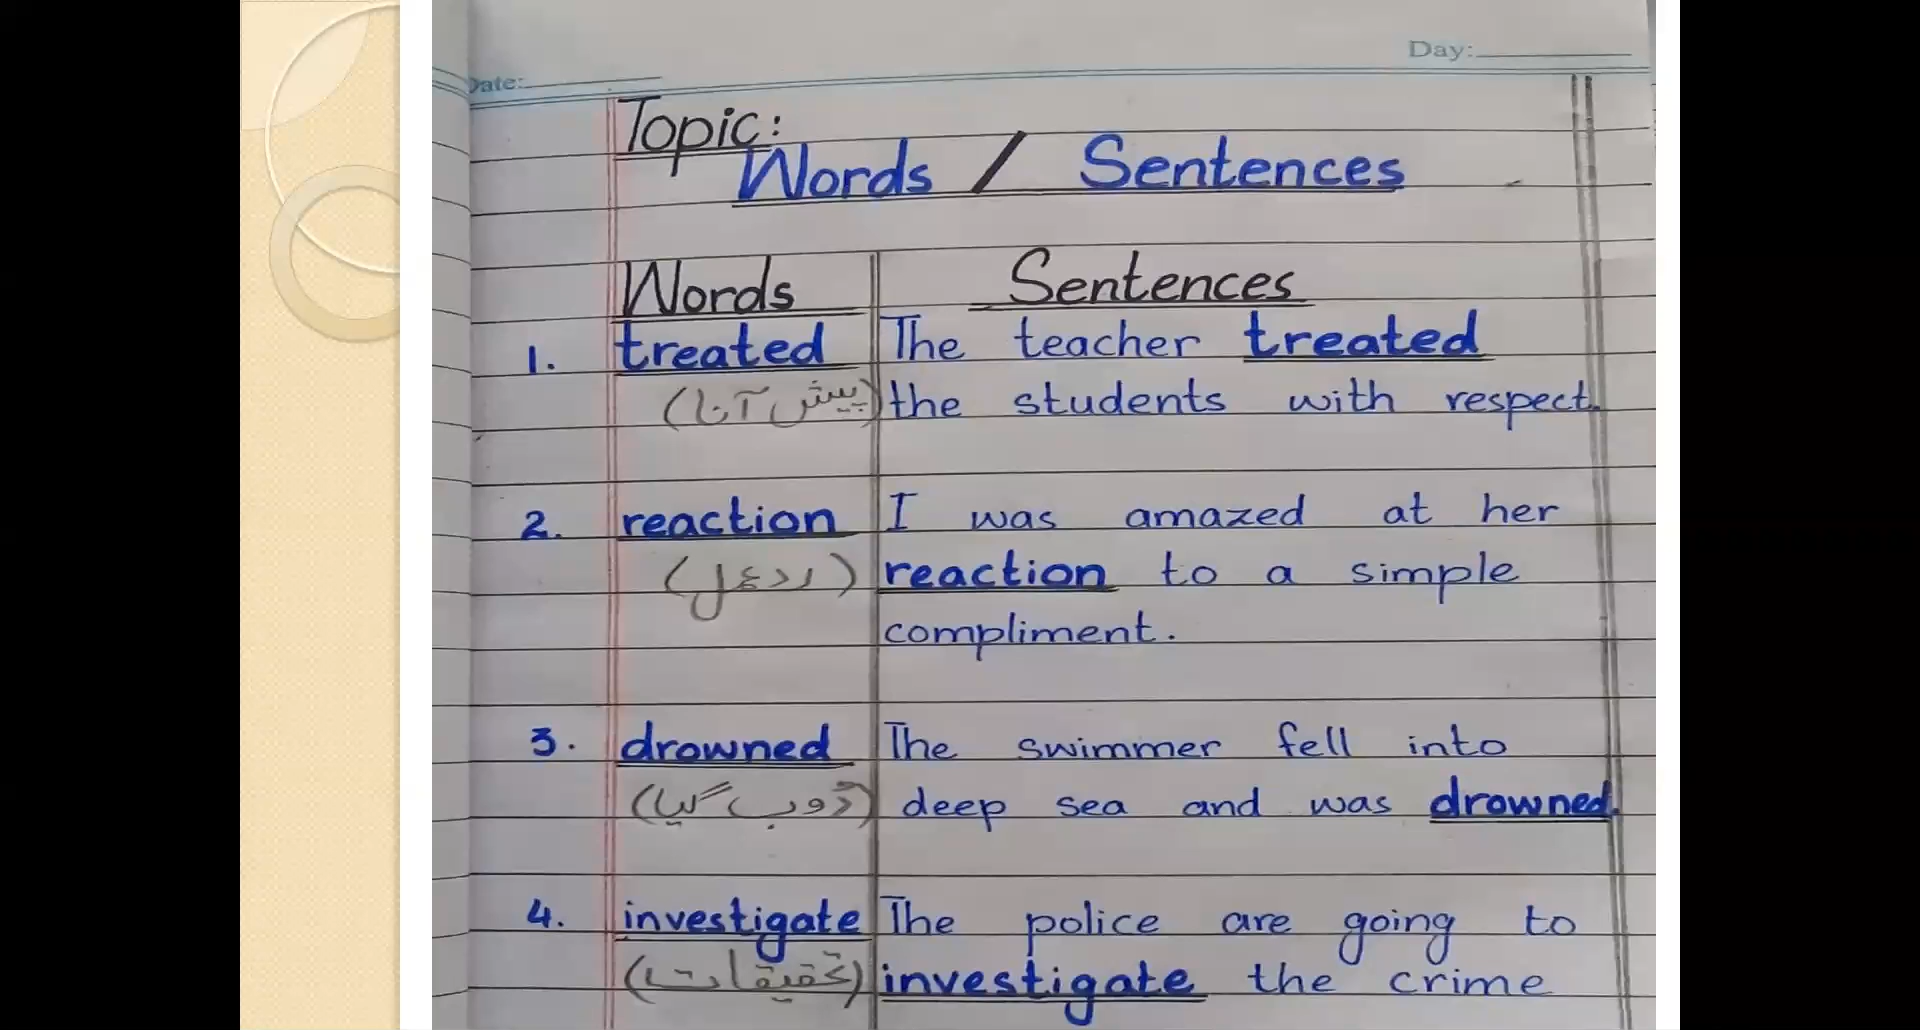 Day:
Date:
Topic:
Words / Sentences
Words Sentences
1. treated The teacher treated
(پیش آنا) the students with respect.
2. reaction I was amazed at her
(ردعمل) reaction to a simple
compliment.
3. drowned The swimmer fell into
(ڈوب گیا) deep sea and was drowned.
4. investigate The police are going to
(تحقیقات) investigate the crime